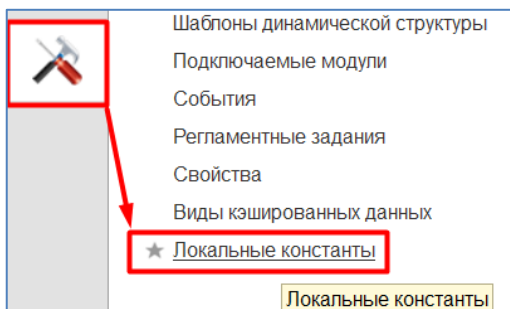 Шаблоны динамической структуры
Подключаемые модули
События
Регламентные задания
Свойства
Виды кэшированных данных
Локальные константы
Локальные константы